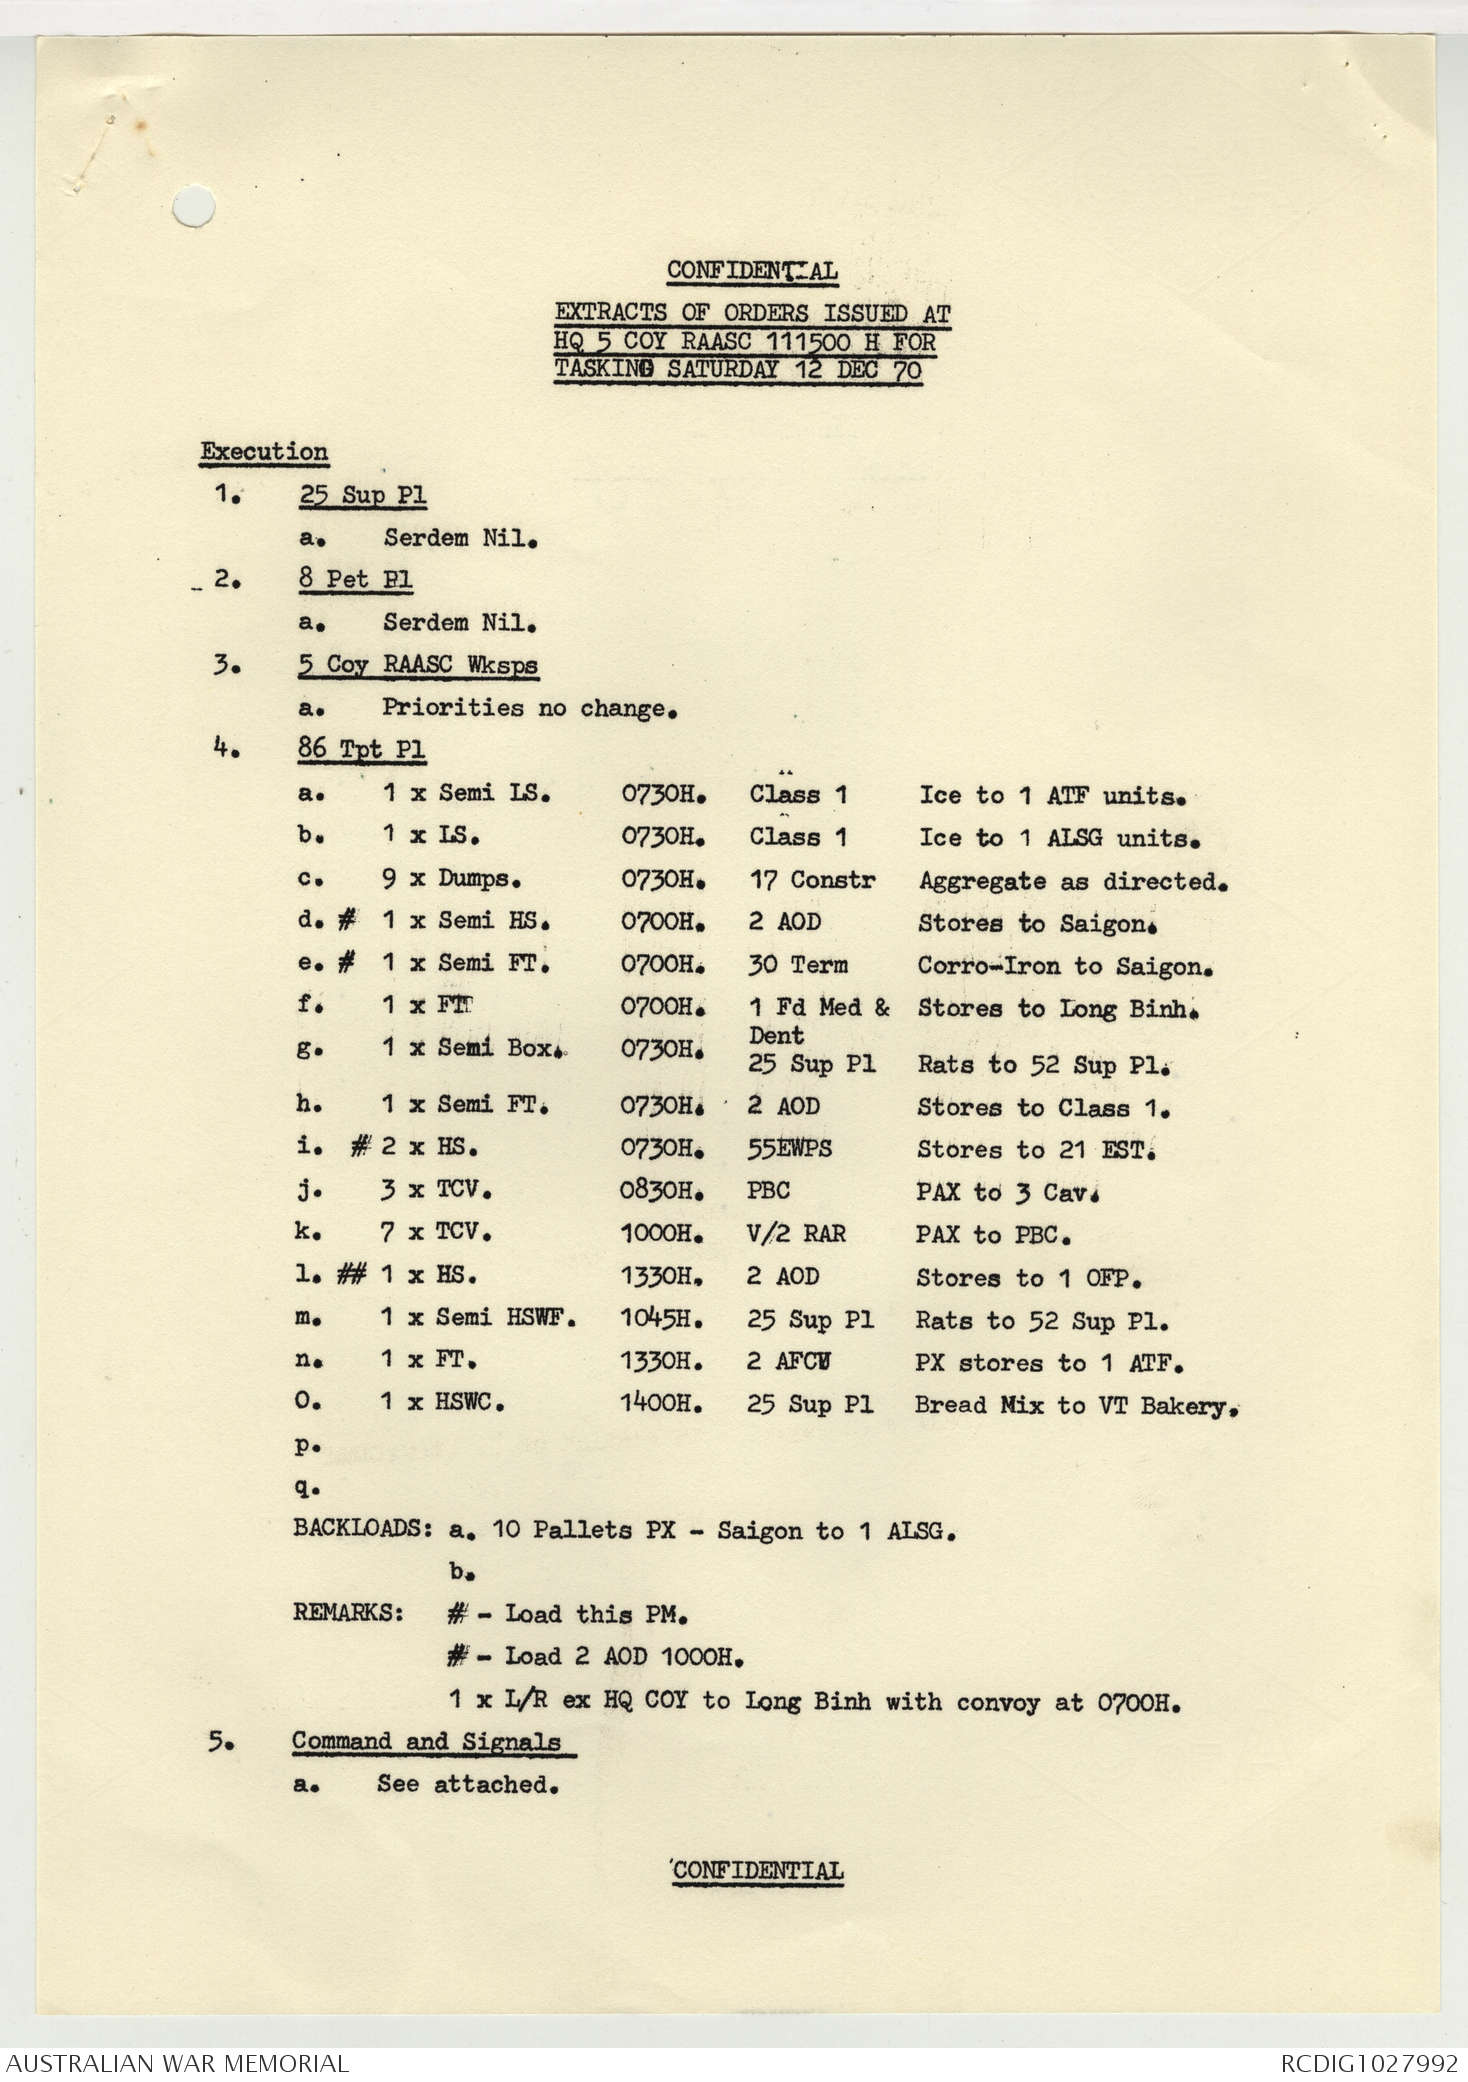 CONFIDENTIAL
EXTRACTS OF ORDERS ISSUED AT
HQ 5 COY RAASC 111500 H FOR
TASKING SATURDAY 12 DEC 70
Execution
1. 25 Sup Pl
a. Serdem Nil.
2. 8 Pet Pl
a. Serdem Nil.
3. 5 Coy RAASC Wksps
a. Priorities no change.
4. 86 Tpt Pl
a. 1 x Semi LS. 0730H. Class 1 Ice to 1 ATF units.
b. 1 x LS. 0730H. Class 1 Ice to 1 ALSG units.
c. 9 x Dumps. 0730H. 17 Constr Aggregate as directed.
d. # 1 x Semi HS. 0700H. 2 AOD Stores to Saigon.
e. # 1 x Semi FT. 0700H. 30 Term Corro-Iron to Saigon.
f. 1 x FT 0700H. 1 Fd Med & Stores to Long Binh.
Dent
g. 1 x Semi Box. 0730H. 25 Sup Pl Rats to 52 Sup Pl.
h. 1 x Semi FT. 0730H. 2 AOD Stores to Class 1.
i. # 2 x HS. 0730H. 55EWPS Stores to 21 EST.
j. 3 x TCV. 0830H. PBC PAX to 3 Cav.
k. 7 x TCV. 1000H. V/2 RAR PAX to PBC.
l. ## 1 x HS. 1330H. 2 AOD Stores to 1 OFP.
m. 1 x Semi HSWF. 1045H. 25 Sup Pl Rats to 52 Sup Pl.
n. 1 x FT. 1330H. 2 AFCU PX stores to 1 ATF.
O. 1 x HSWC. 1400H. 25 Sup Pl Bread Mix to VT Bakery.
p.
q.
BACKLOADS: a. 10 Pallets PX - Saigon to 1 ALSG.
b.
REMARKS: # - Load this PM.
# - Load 2 AOD 1000H.
1 x L/R ex HQ COY to Long Binh with convoy at 0700H.
5. Command and Signals
a. See attached.
CONFIDENTIAL
AUSTRALIAN WAR MEMORIAL RCDIG1027992